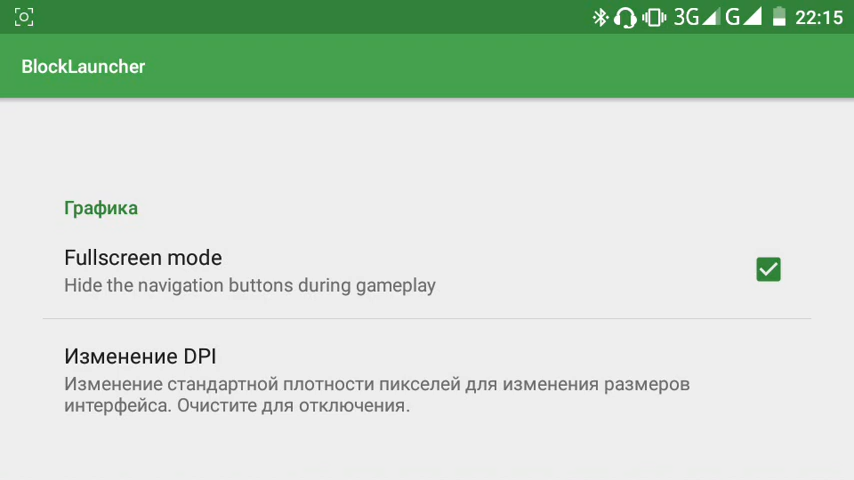 3G G 22:15
BlockLauncher
Графика
Fullscreen mode
Hide the navigation buttons during gameplay
Изменение DPI
Изменение стандартной плотности пикселей для изменения размеров
интерфейса. Очистите для отключения.